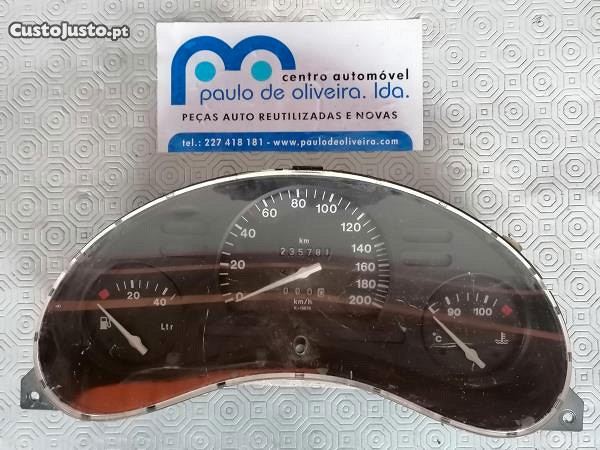 CustoJusto.pt
centro automóvel
paulo de oliveira. lda.
PEÇAS AUTO REUTILIZADAS E NOVAS
tel.: 227 418 181 - www.paulodeoliveira.com
0 20 40 60 80 100 120 140 160 180 200
km
235781
000
km/h
20 40
Ltr
90 100
°C